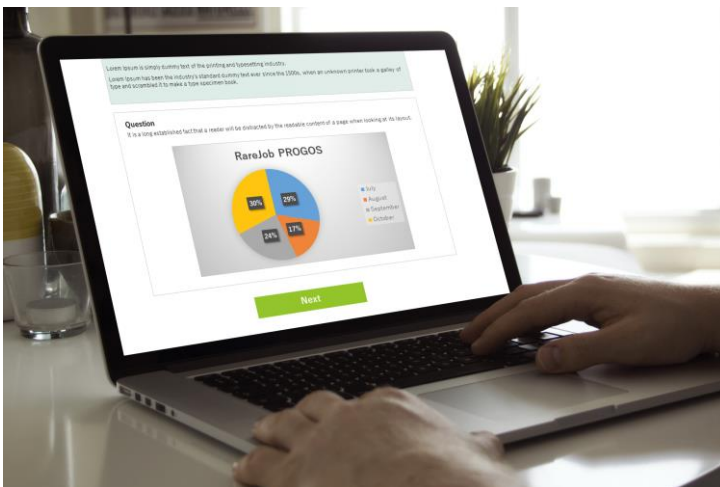 Lorem Ipsum is simply dummy text of the printing and typesetting industry.
Lorem Ipsum has been the industry's standard dummy text ever since the 1500s, when an unknown printer took a galley of
type and scrambled it to make a type specimen book.
Question
It is a long established fact that a reader will be distracted by the readable content of a page when looking at its layout.
RareJob PROGOS
30%
29%
24%
17%
July
August
September
October
Next